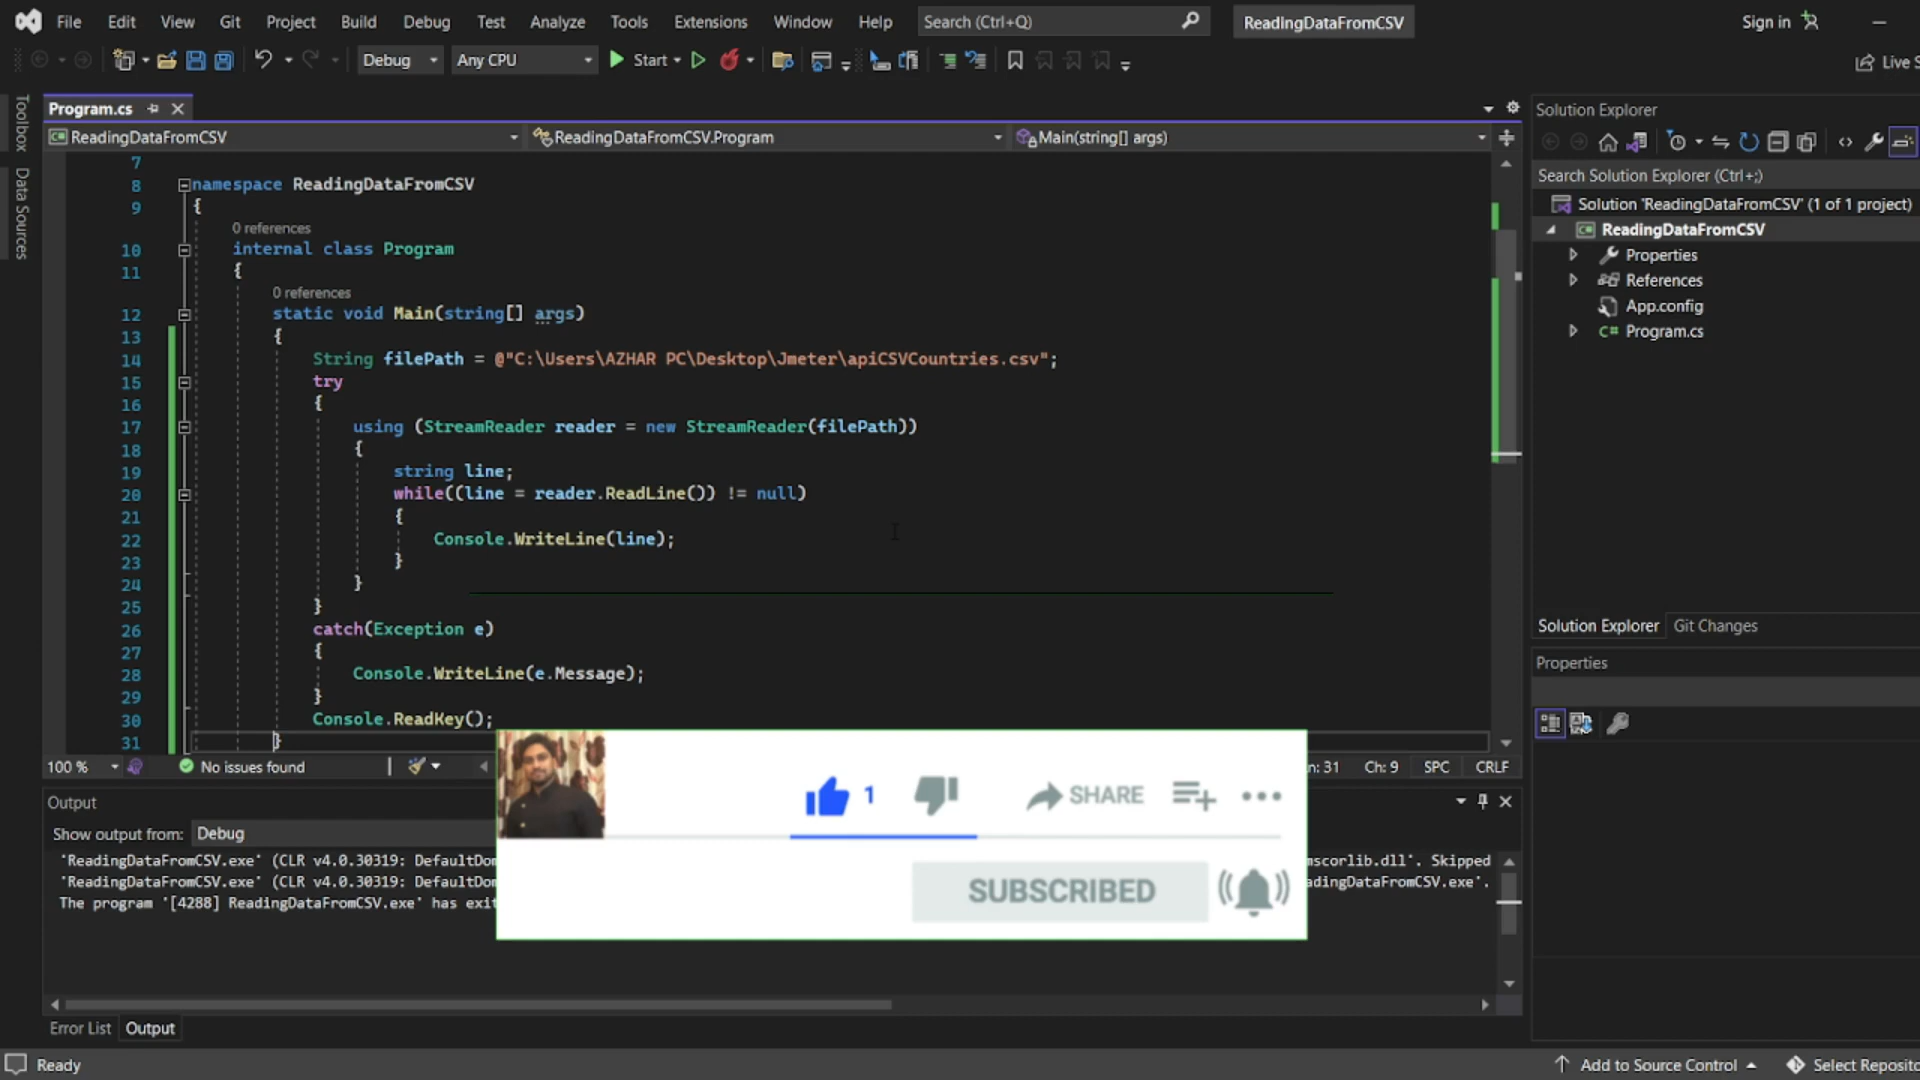 File Edit View Git Project Build Debug Test Analyze Tools Extensions Window Help Search (Ctrl+Q) ReadingDataFromCSV Sign in
Debug Any CPU Start Live
Toolbox
Data Sources
Program.cs
ReadingDataFromCSV ReadingDataFromCSV.Program Main(string[] args)
7
8 namespace ReadingDataFromCSV
9 {
0 references
10 internal class Program
11 {
0 references
12 static void Main(string[] args)
13 {
14 String filePath = @"C:\Users\AZHAR PC\Desktop\Jmeter\apiCSVCountries.csv";
15 try
16 {
17 using (StreamReader reader = new StreamReader(filePath))
18 {
19 string line;
20 while((line = reader.ReadLine()) != null)
21 {
22 Console.WriteLine(line);
23 }
24 }
25 }
26 catch(Exception e)
27 {
28 Console.WriteLine(e.Message);
29 }
30 Console.ReadKey();
31 }
100 % No issues found Ch: 9 SPC CRLF
Output
Show output from: Debug
'ReadingDataFromCSV.exe' (CLR v4.0.30319: mscorlib.dll'. Skipped
'ReadingDataFromCSV.exe' (CLR v4.0.30319:
The program '[4288] ReadingDataFromCSV.exe' has
Error List Output
1 SHARE
SUBSCRIBED
Solution Explorer
Search Solution Explorer (Ctrl+;)
Solution 'ReadingDataFromCSV' (1 of 1 project)
ReadingDataFromCSV
Properties
References
App.config
C# Program.cs
Solution Explorer Git Changes
Properties
Ready Add to Source Control Select